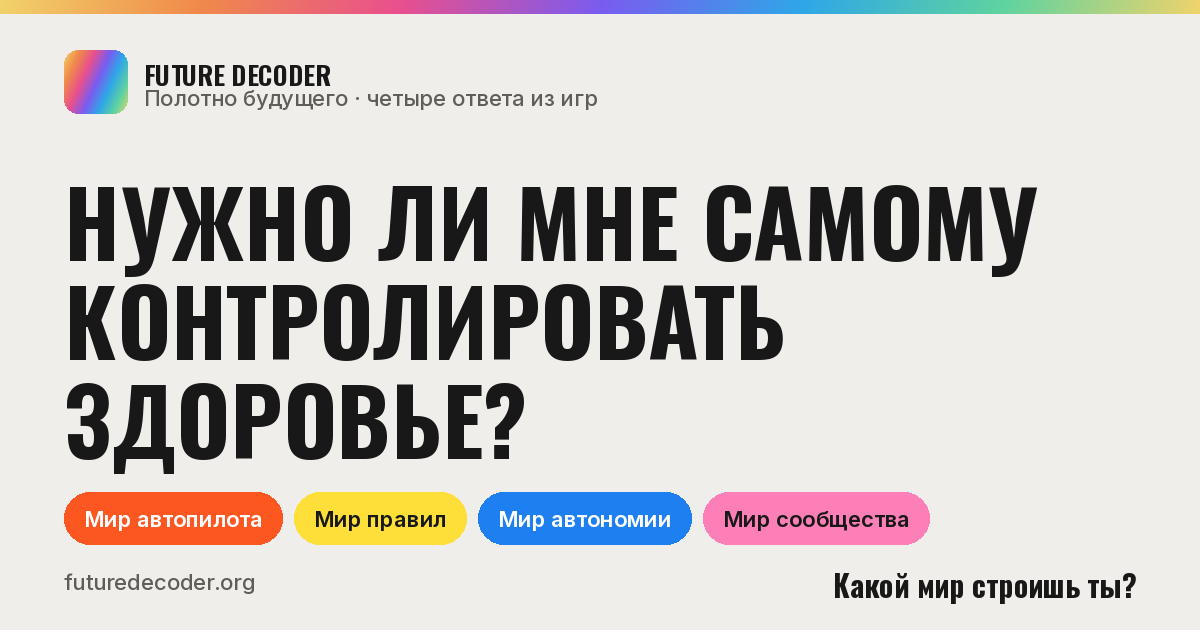 FUTURE DECODER
Полотно будущего · четыре ответа из игр
НУЖНО ЛИ МНЕ САМОМУ
КОНТРОЛИРОВАТЬ
ЗДОРОВЬЕ?
Мир автопилота Мир правил Мир автономии Мир сообщества
futuredecoder.org Какой мир строишь ты?